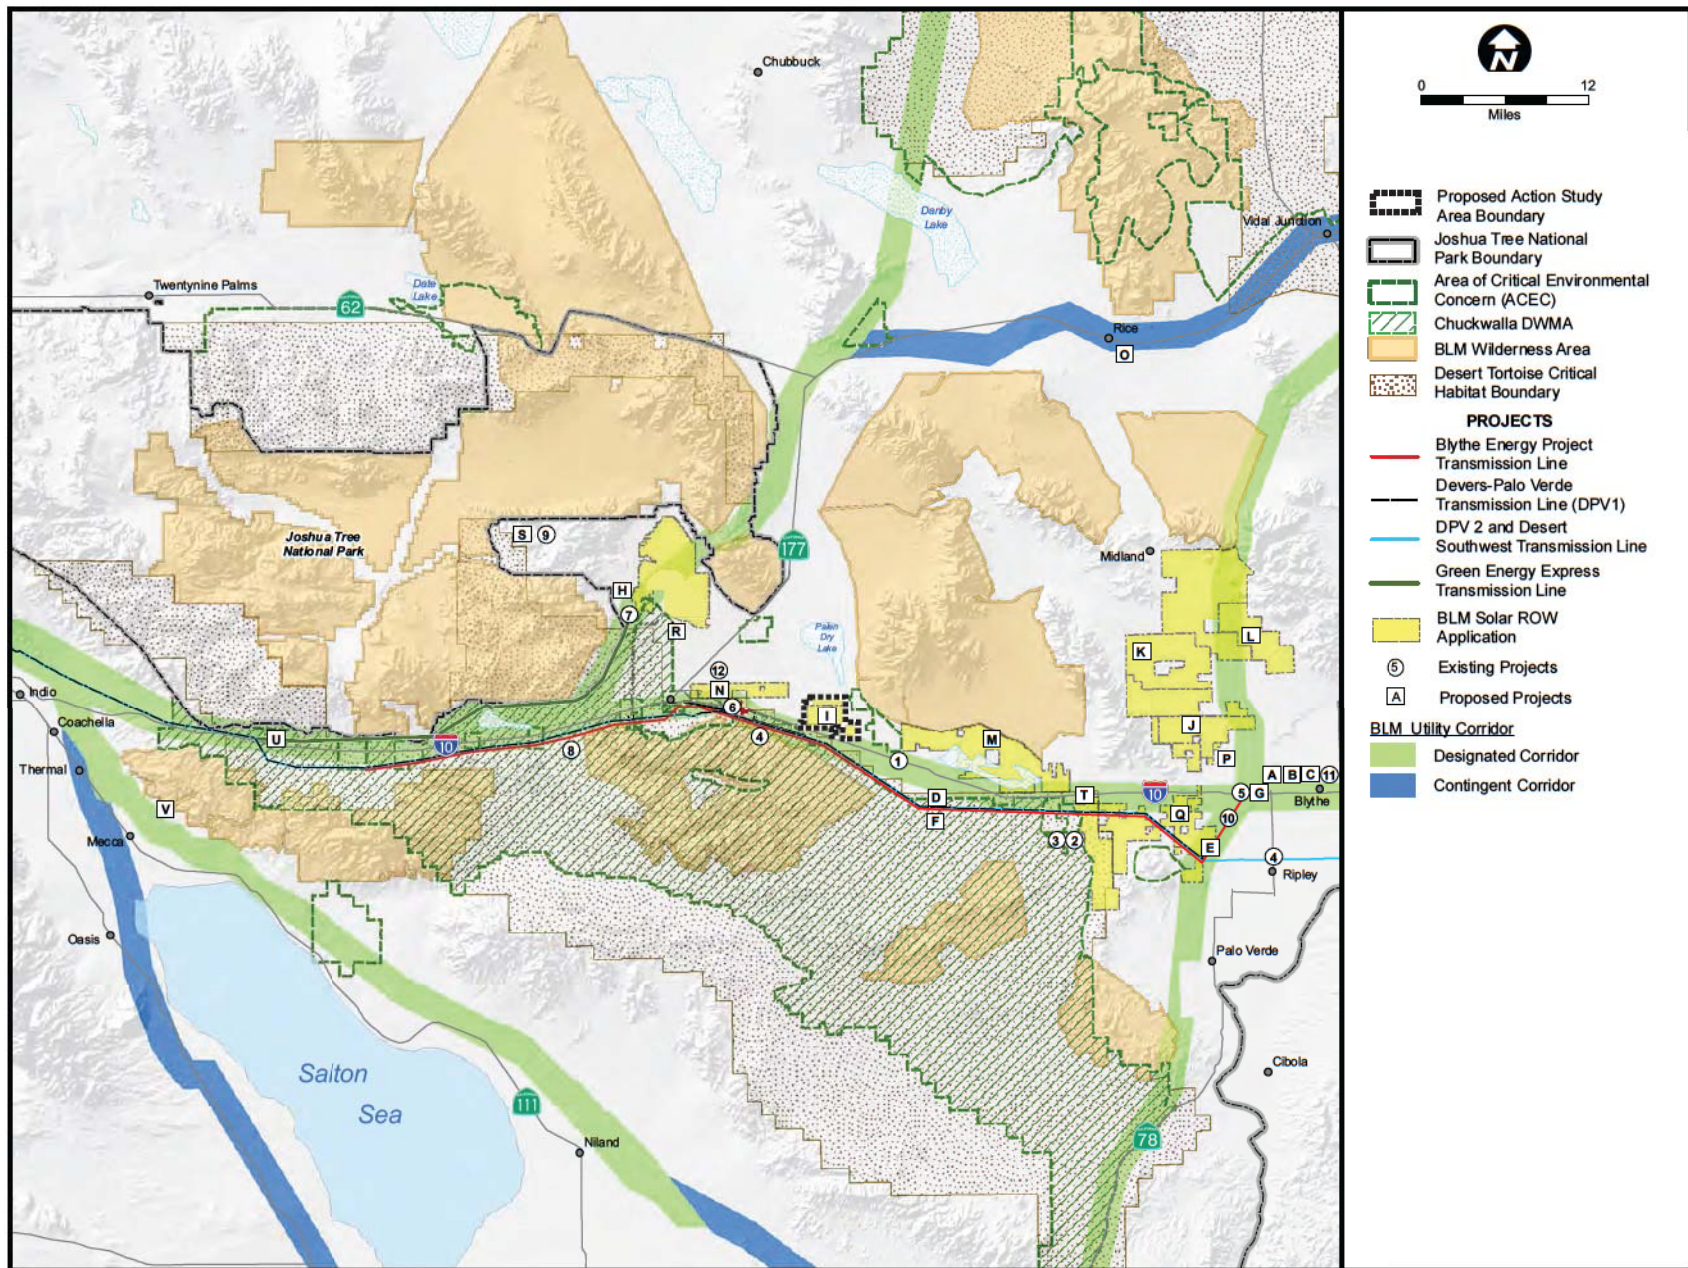 Chubbuck
Danby
Lake
Vidal Junction
Twentynine Palms
62
Date
Lake
Rice
O
Joshua Tree
National Park
S
9
177
Midland
H
7
R
Palen
Dry
Lake
L
K
12
N
6
I
J
Indio
Coachella
U
10
8
4
1
M
P
A
B
C
11
Thermal
V
D
F
T
10
5
G
Blythe
Q
10
Mecca
3
2
E
4
Ripley
Oasis
Palo Verde
Salton
Sea
111
Niland
Cibola
78
N
0
12
Miles
Proposed Action Study
Area Boundary
Joshua Tree National
Park Boundary
Area of Critical Environmental
Concern (ACEC)
Chuckwalla DWMA
BLM Wilderness Area
Desert Tortoise Critical
Habitat Boundary
PROJECTS
Blythe Energy Project
Transmission Line
Devers-Palo Verde
Transmission Line (DPV1)
DPV 2 and Desert
Southwest Transmission Line
Green Energy Express
Transmission Line
BLM Solar ROW
Application
5
Existing Projects
A
Proposed Projects
BLM Utility Corridor
Designated Corridor
Contingent Corridor